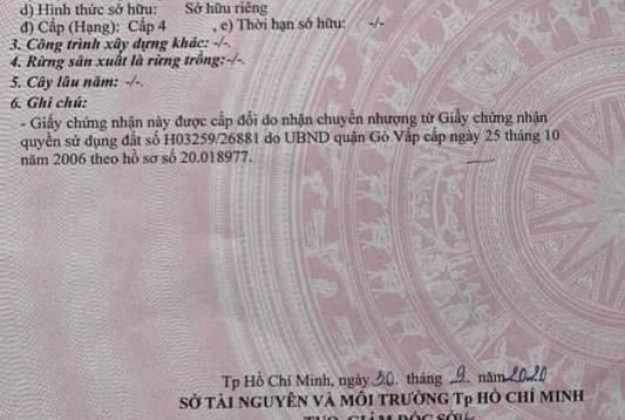 d) Hình thức sở hữu: Sở hữu riêng
đ) Cấp (Hạng): Cấp 4 , e) Thời hạn sở hữu: -/-
3. Công trình xây dựng khác: -/-.
4. Rừng sản xuất là rừng trồng:-/-.
5. Cây lâu năm: -/-.
6. Ghi chú:
- Giấy chứng nhận này được cấp đổi do nhận chuyển nhượng từ Giấy chứng nhận
quyền sử dụng đất số H03259/26881 do UBND quận Gò Vấp cấp ngày 25 tháng 10
năm 2006 theo hồ sơ số 20.018977.
Tp Hồ Chí Minh, ngày 30. tháng 9. năm 2020
SỞ TÀI NGUYÊN VÀ MÔI TRƯỜNG Tp HỒ CHÍ MINH
TUQ. GIÁM ĐỐC SỞ